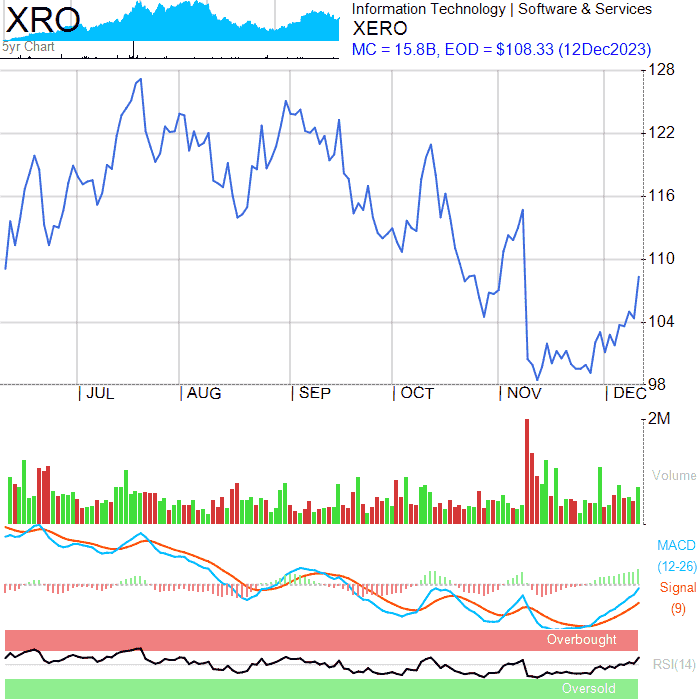 XRO
5yr Chart
Information Technology | Software & Services
XERO
MC = 15.8B, EOD = $108.33 (12Dec2023)
128
122
116
110
104
98
| JUL
| AUG
| SEP
| OCT
| NOV
| DEC
2M
Volume
MACD
(12-26)
Signal
(9)
Overbought
RSI(14)
Oversold